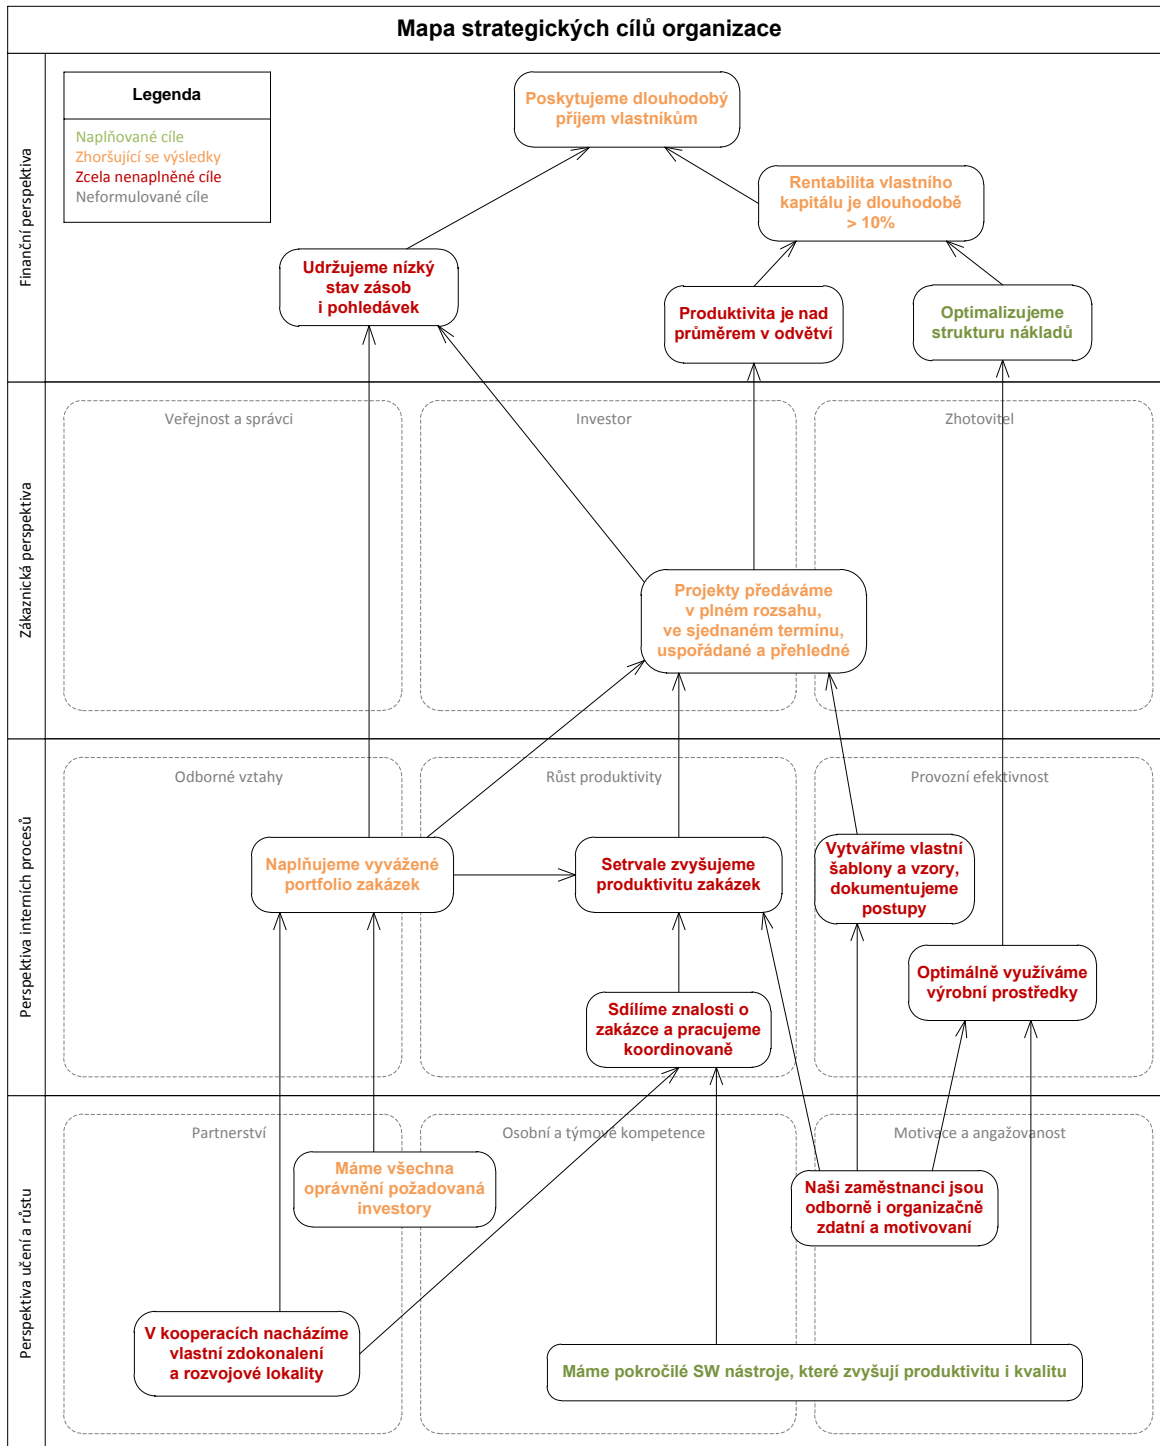 Mapa strategických cílů organizace
Finanční perspektiva
Legenda
Naplňované cíle
Zhoršující se výsledky
Zcela nenaplněné cíle
Neformulované cíle
Poskytujeme dlouhodobý
příjem vlastníkům
Rentabilita vlastního
kapitálu je dlouhodobě
> 10%
Udržujeme nízký
stav zásob
i pohledávek
Produktivita je nad
průměrem v odvětví
Optimalizujeme
strukturu nákladů
Zákaznická perspektiva
Veřejnost a správci
Investor
Zhotovitel
Projekty předáváme
v plném rozsahu,
ve sjednaném termínu,
uspořádané a přehledné
Perspektiva interních procesů
Odborné vztahy
Růst produktivity
Provozní efektivnost
Naplňujeme vyvážené
portfolio zakázek
Setrvale zvyšujeme
produktivitu zakázek
Vytváříme vlastní
šablony a vzory,
dokumentujeme
postupy
Optimálně využíváme
výrobní prostředky
Sdílíme znalosti o
zakázce a pracujeme
koordinovaně
Perspektiva učení a růstu
Partnerství
Osobní a týmové kompetence
Motivace a angažovanost
Máme všechna
oprávnění požadovaná
investory
Naši zaměstnanci jsou
odborně i organizačně
zdatní a motivovaní
V kooperacích nacházíme
vlastní zdokonalení
a rozvojové lokality
Máme pokročilé SW nástroje, které zvyšují produktivitu i kvalitu